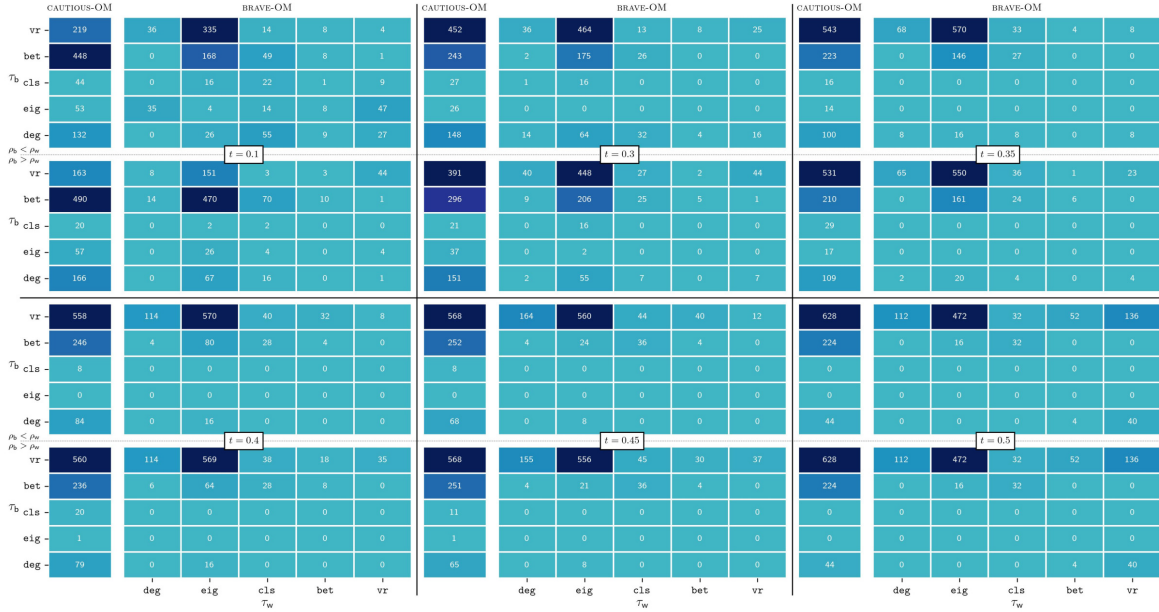 CAUTIOUS-OM BRAVE-OM CAUTIOUS-OM BRAVE-OM CAUTIOUS-OM BRAVE-OM
vr 219 36 335 14 8 4 452 36 464 13 8 25 543 68 570 33 4 8
bet 448 0 168 49 8 1 243 2 175 26 0 0 223 0 146 27 0 0
τb cls 44 0 16 22 1 9 27 1 16 0 0 0 16 0 0 0 0 0
eig 53 35 4 14 8 47 26 0 0 0 0 0 14 0 0 0 0 0
deg 132 0 26 55 9 27 148 14 64 32 4 16 100 8 16 8 0 8
ρb < ρw
t = 0.1 t = 0.3 t = 0.35
ρb > ρw
vr 163 8 151 3 3 44 391 40 448 27 2 44 531 65 550 36 1 23
bet 490 14 470 70 10 1 296 9 206 25 5 1 210 0 161 24 6 0
τb cls 20 0 2 2 0 0 21 0 16 0 0 0 29 0 0 0 0 0
eig 57 0 26 4 0 4 37 0 2 0 0 0 17 0 0 0 0 0
deg 166 0 67 16 0 1 151 2 55 7 0 7 109 2 20 4 0 4
vr 558 114 570 40 32 8 568 164 560 44 40 12 628 112 472 32 52 136
bet 246 4 80 28 4 0 252 4 24 36 4 0 224 0 16 32 0 0
τb cls 8 0 0 0 0 0 8 0 0 0 0 0 0 0 0 0 0 0
eig 0 0 0 0 0 0 0 0 0 0 0 0 0 0 0 0 0 0
deg 84 0 16 0 0 0 68 0 8 0 0 0 44 0 0 0 4 40
ρb < ρw
t = 0.4 t = 0.45 t = 0.5
ρb > ρw
vr 560 114 569 38 18 35 568 155 556 45 30 37 628 112 472 32 52 136
bet 236 6 64 28 8 0 251 4 21 36 4 0 224 0 16 32 0 0
τb cls 20 0 0 0 0 0 11 0 0 0 0 0 0 0 0 0 0 0
eig 1 0 0 0 0 0 1 0 0 0 0 0 0 0 0 0 0 0
deg 79 0 16 0 0 0 65 0 8 0 0 0 44 0 0 0 4 40
deg eig cls bet vr deg eig cls bet vr deg eig cls bet vr
τw τw τw